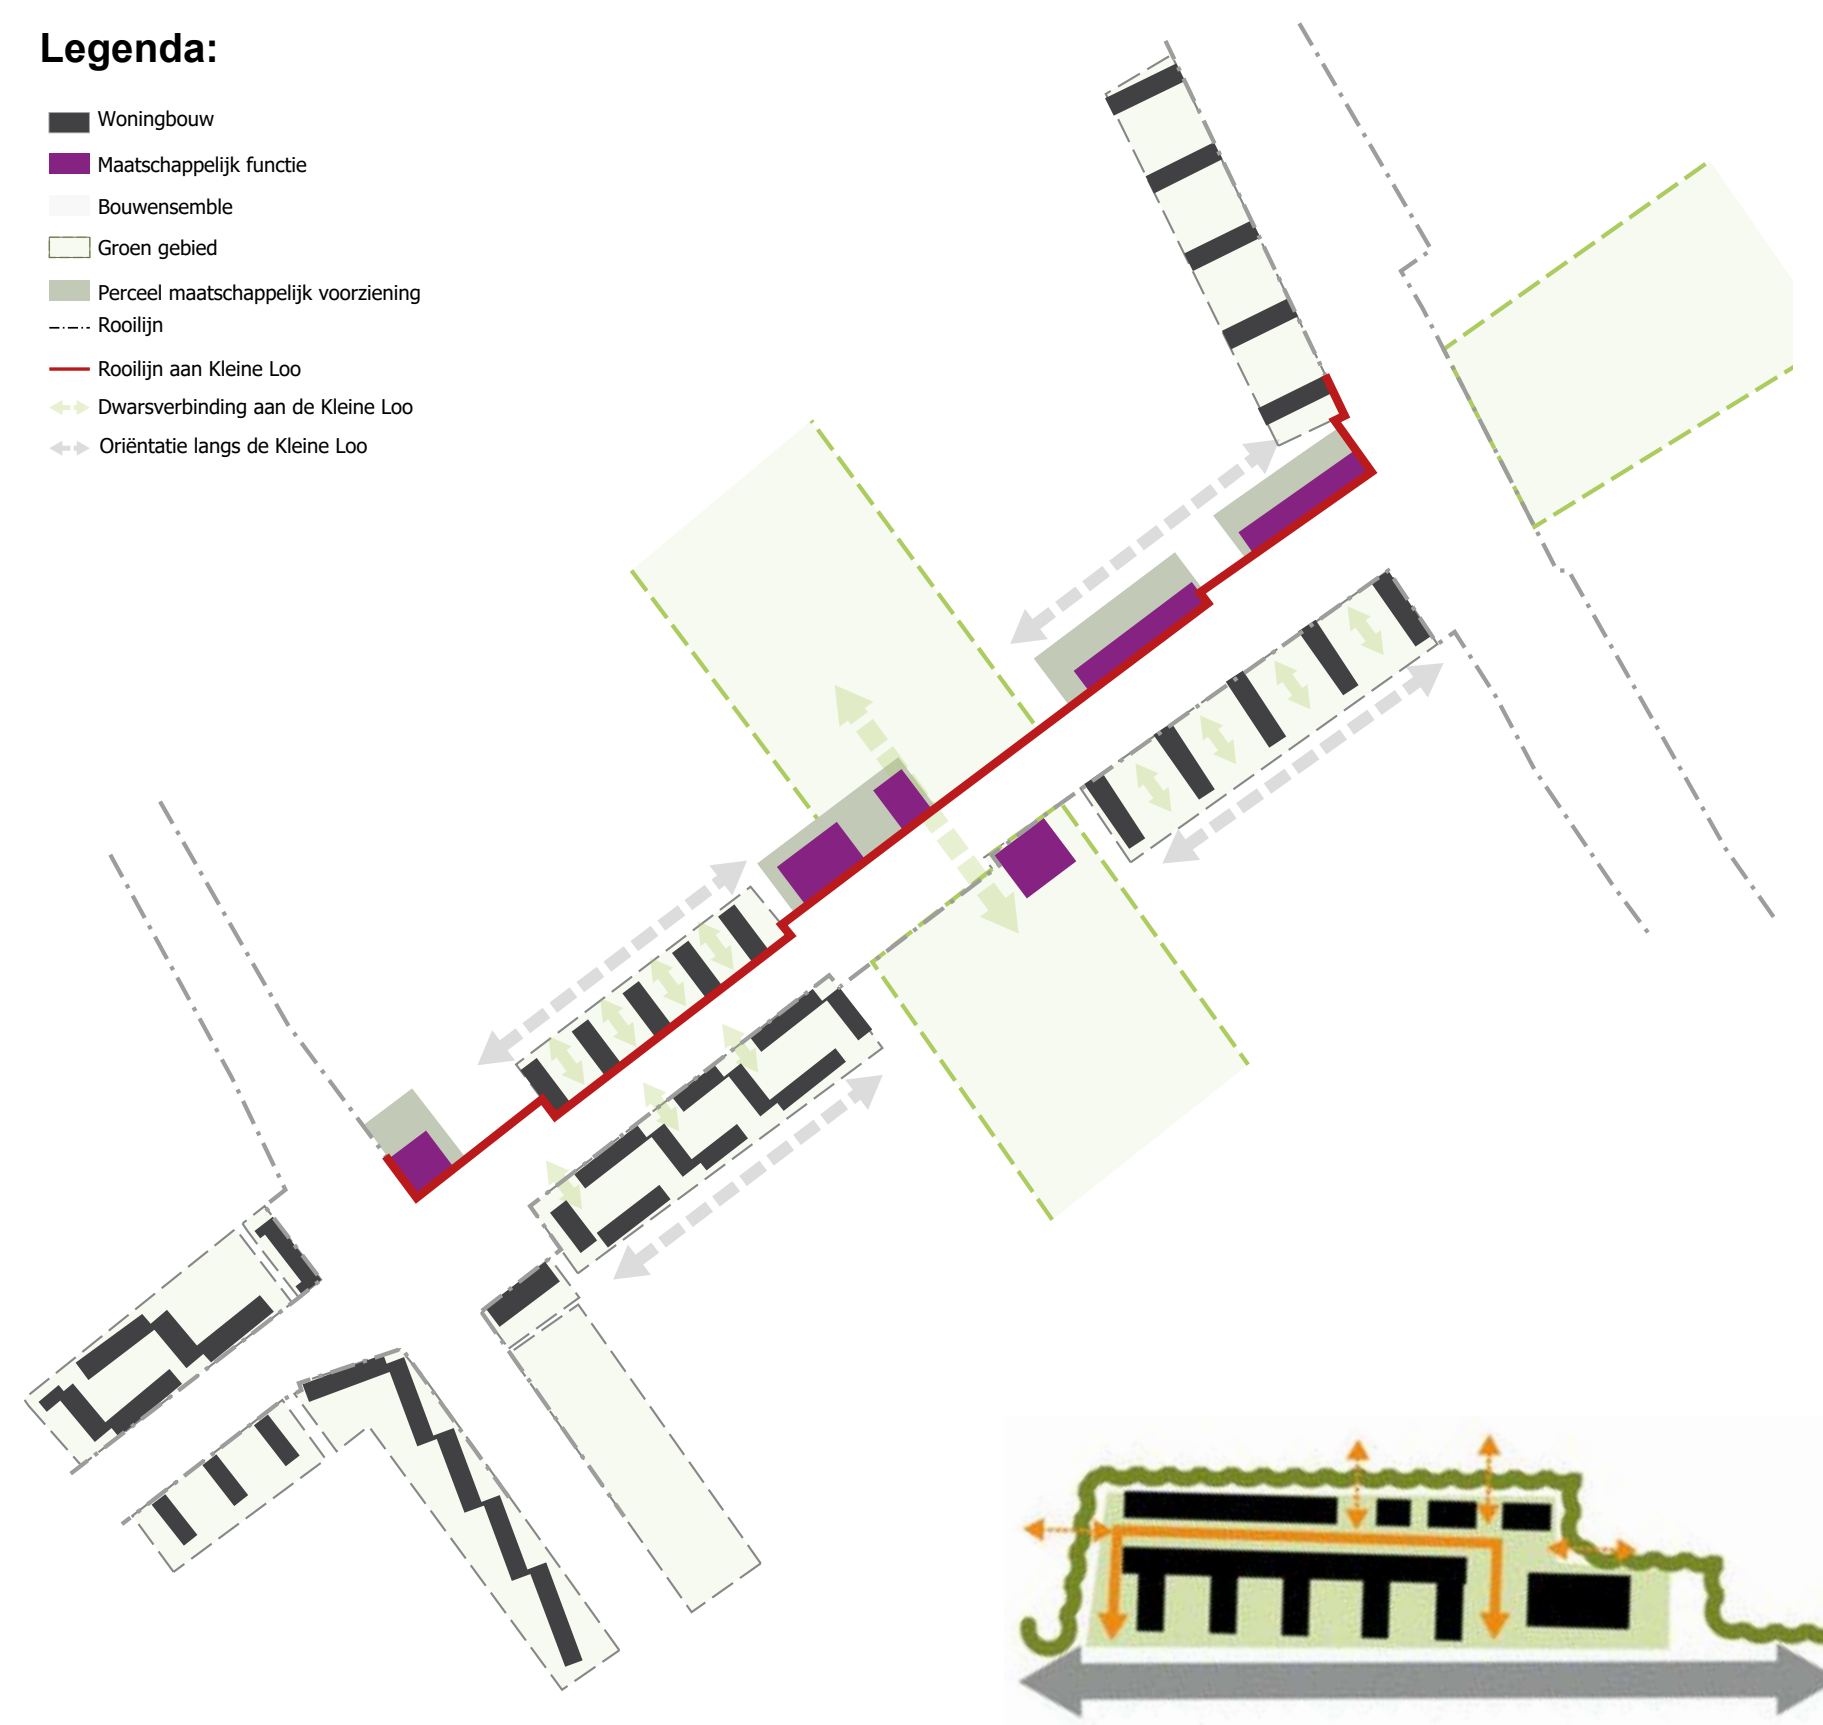 Legenda:
Woningbouw
Maatschappelijk functie
Bouwensemble
Groen gebied
Perceel maatschappelijk voorziening
Rooilijn
Rooilijn aan Kleine Loo
Dwarsverbinding aan de Kleine Loo
Oriëntatie langs de Kleine Loo